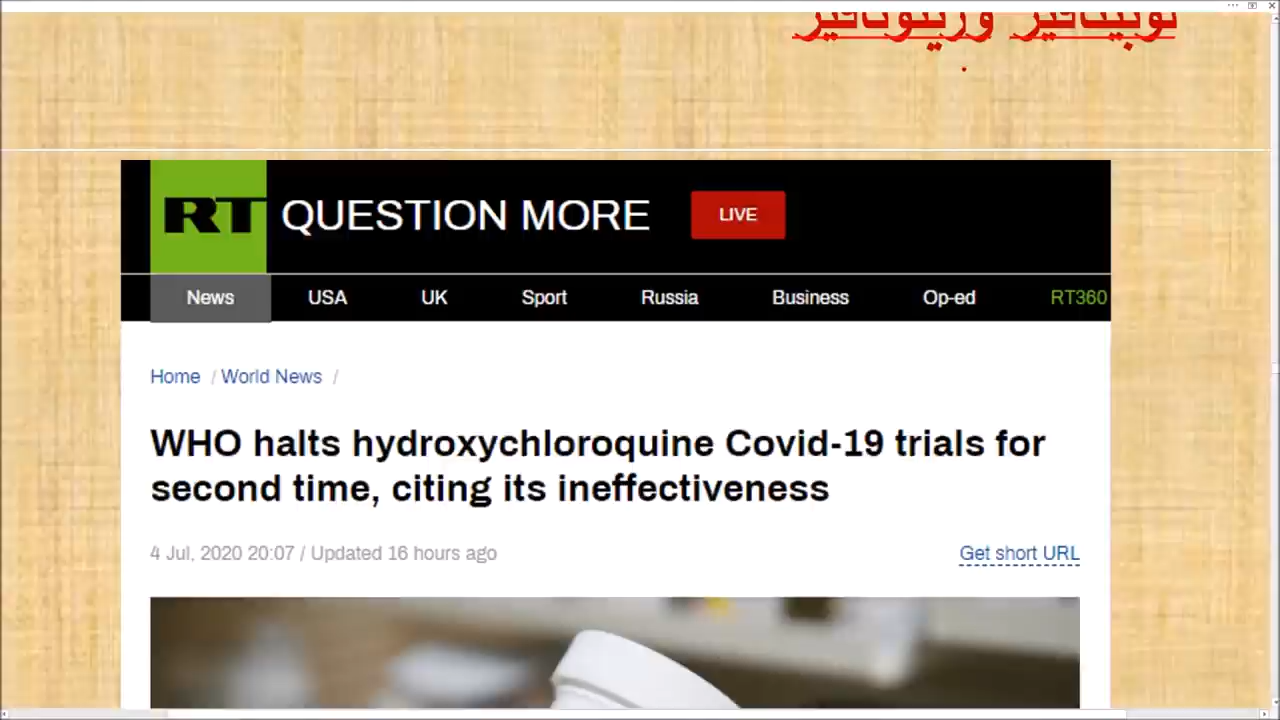 RT QUESTION MORE LIVE
News USA UK Sport Russia Business Op-ed RT360
Home / World News /
WHO halts hydroxychloroquine Covid-19 trials for
second time, citing its ineffectiveness
4 Jul, 2020 20:07 / Updated 16 hours ago Get short URL